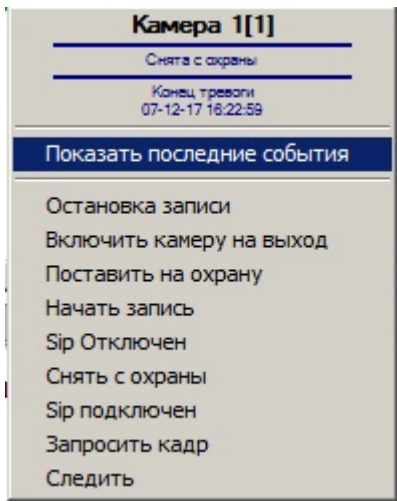 Камера 1[1]
Снята с охраны
Конец тревоги
07-12-17 16:22:59
Показать последние события
Остановка записи
Включить камеру на выход
Поставить на охрану
Начать запись
Sip Отключен
Снять с охраны
Sip подключен
Запросить кадр
Следить